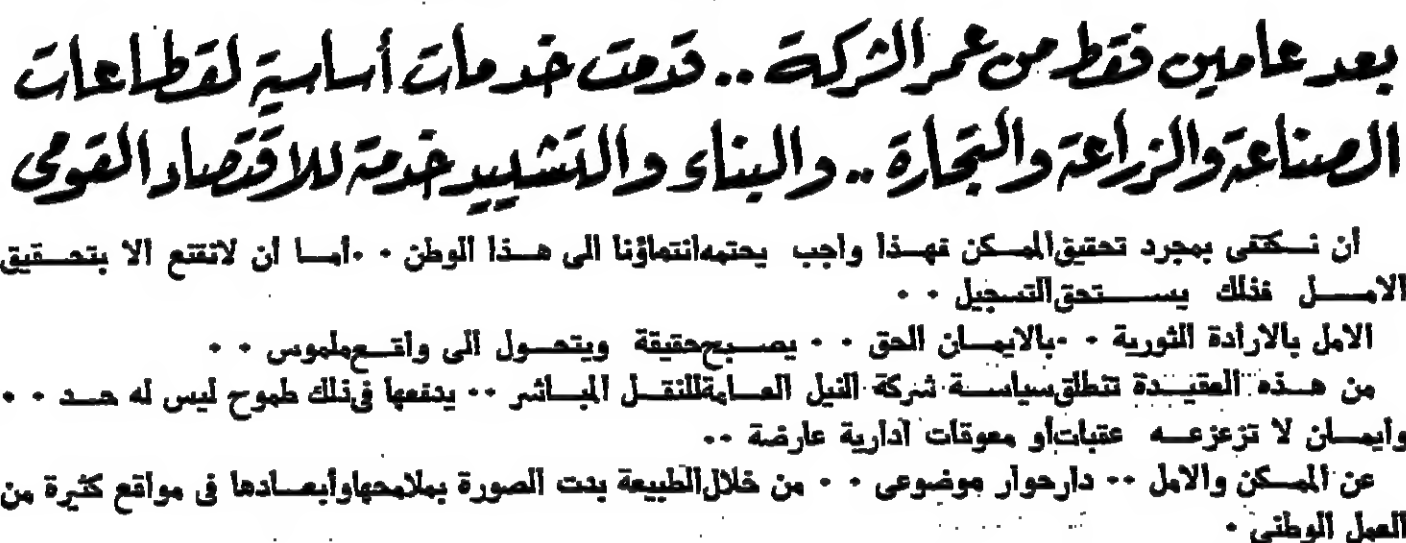 بعد عامين فقط من عمر الشركة .. قدمت خدمات أساسية لقطاعات
الصناعة والزراعة والتجارة .. والبناء والتشييد خدمة للاقتصاد القومى
أن نكتفى بمجرد تحقيق الممكن فهذا واجب يحتمه انتماؤنا الى هذا الوطن . . أما أن لانقتع الا بتحقيق
الامل فذلك يستحق التسجيل . .
الامل بالارادة الثورية . . بالايمان الحق . . يصبح حقيقة ويتحول الى واقع ملموس . .
من هذه العقيدة تنطلق سياسة شركة النيل العامة للنقل المباشر .. يدفعها فى ذلك طموح ليس له حد . .
وايمان لا تزعزعه عقبات أو معوقات ادارية عارضة ..
عن الممكن والامل .. دار حوار موضوعى . . من خلال الطبيعة بدت الصورة بملامحها وأبعادها فى مواقع كثيرة من
العمل الوطنى .